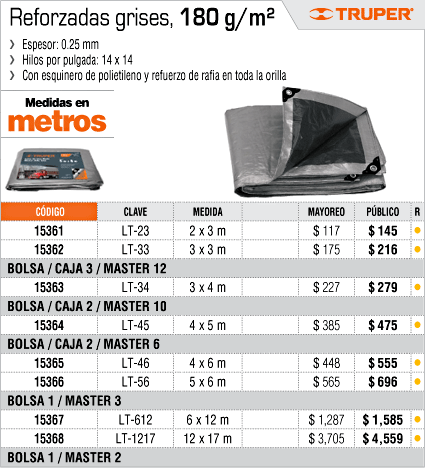 Reforzadas grises, 180 g/m²
TRUPER®
Espesor: 0.25 mm
Hilos por pulgada: 14 x 14
Con esquinero de polietileno y refuerzo de rafia en toda la orilla
Medidas en
metros
TRUPER
CÓDIGO CLAVE MEDIDA MAYOREO PÚBLICO R
15361 LT-23 2 x 3 m $ 117 $ 145
15362 LT-33 3 x 3 m $ 175 $ 216
BOLSA / CAJA 3 / MASTER 12
15363 LT-34 3 x 4 m $ 227 $ 279
BOLSA / CAJA 2 / MASTER 10
15364 LT-45 4 x 5 m $ 385 $ 475
BOLSA / CAJA 2 / MASTER 6
15365 LT-46 4 x 6 m $ 448 $ 555
15366 LT-56 5 x 6 m $ 565 $ 696
BOLSA 1 / MASTER 3
15367 LT-612 6 x 12 m $ 1,287 $ 1,585
15368 LT-1217 12 x 17 m $ 3,705 $ 4,559
BOLSA 1 / MASTER 2